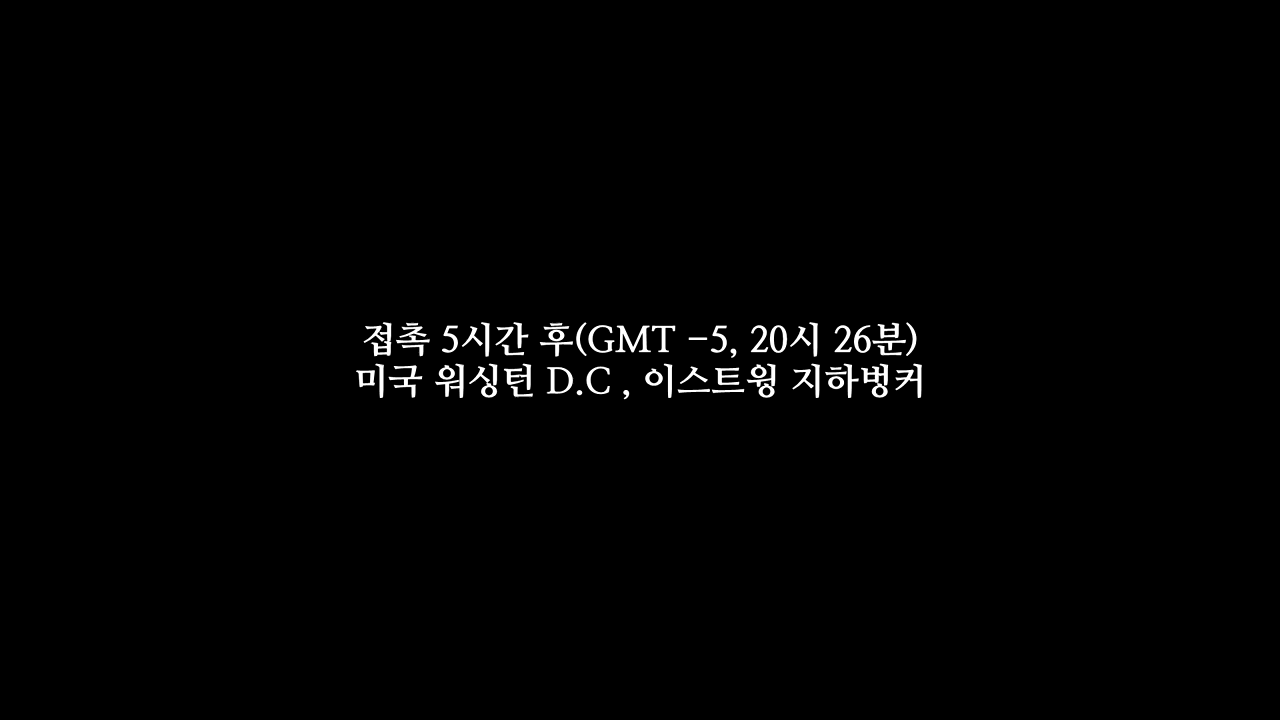 접촉 5시간 후(GMT -5, 20시 26분)
미국 워싱턴 D.C , 이스트윙 지하벙커